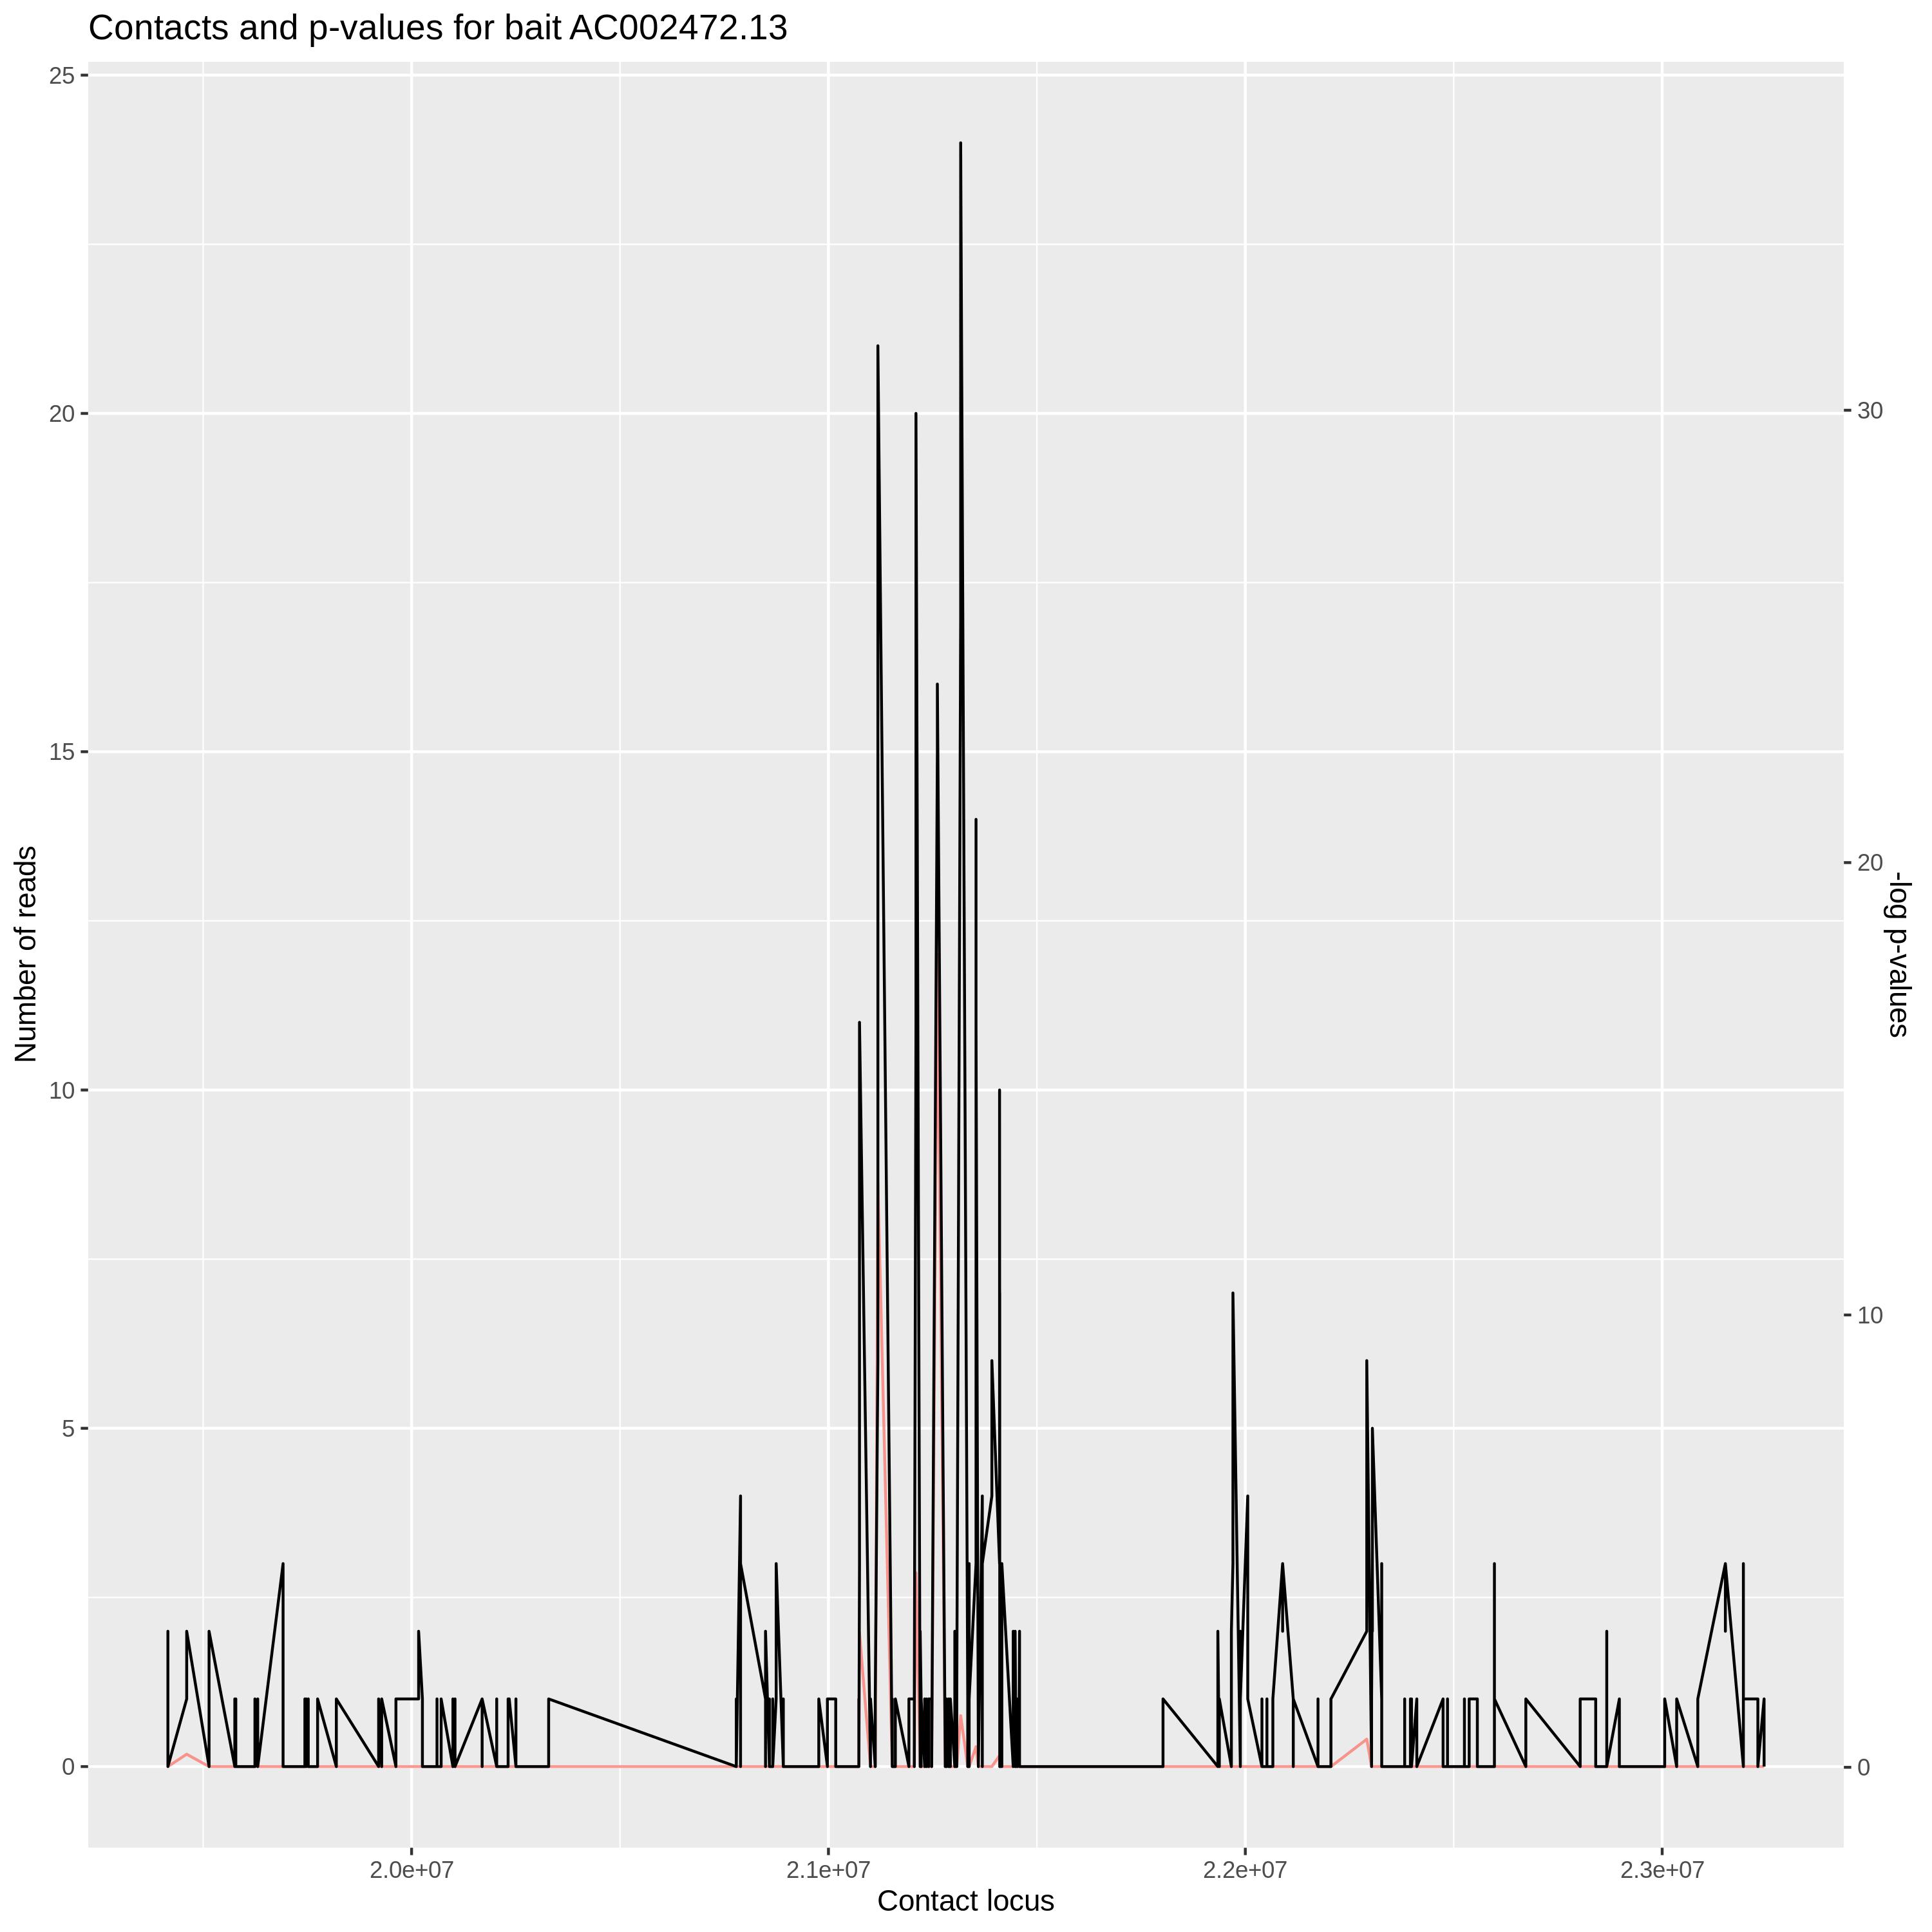 Contacts and p-values for bait AC002472.13
25
20
15
10
5
0
Number of reads
30
20
10
0
-log p-values
2.0e+07
2.1e+07
2.2e+07
2.3e+07
Contact locus